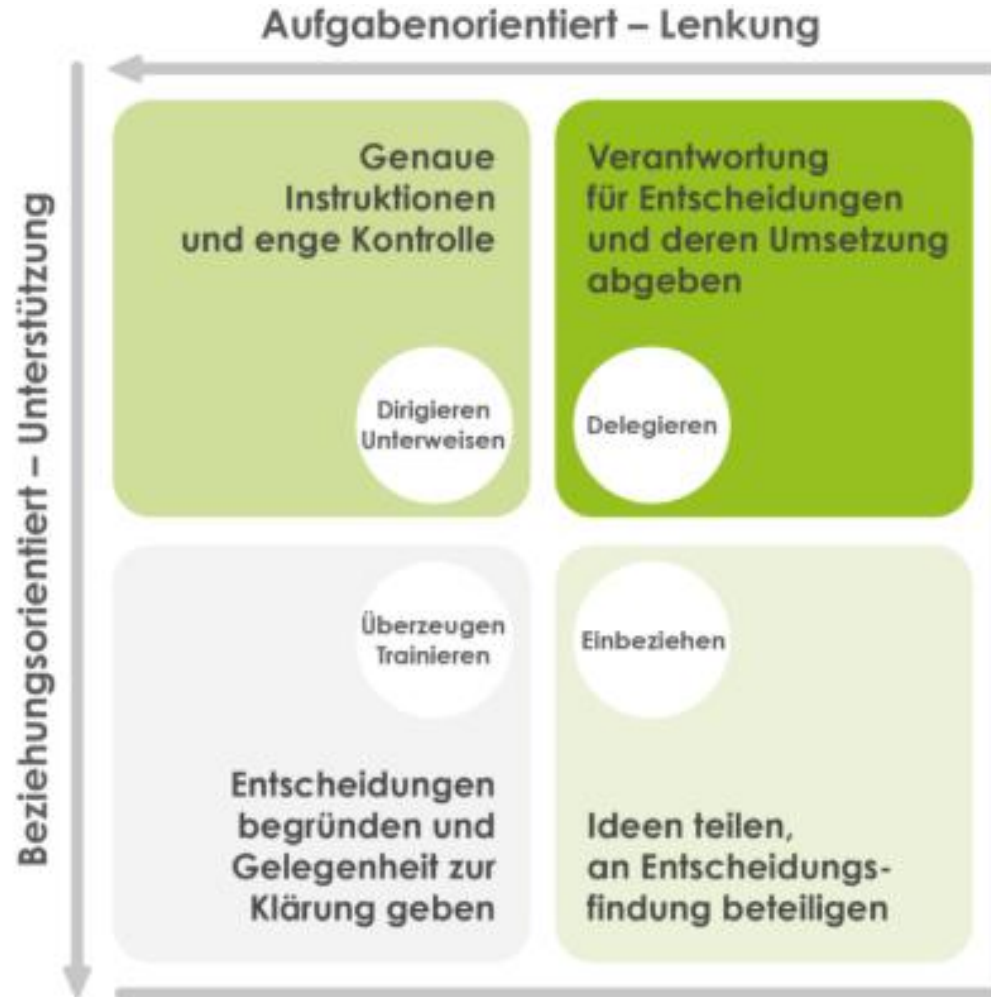 Aufgabenorientiert – Lenkung
Beziehungsorientiert – Unterstützung
Genaue
Instruktionen
und enge Kontrolle
Dirigieren
Unterweisen
Verantwortung
für Entscheidungen
und deren Umsetzung
abgeben
Delegieren
Überzeugen
Trainieren
Entscheidungen
begründen und
Gelegenheit zur
Klärung geben
Einbeziehen
Ideen teilen,
an Entscheidungs-
findung beteiligen